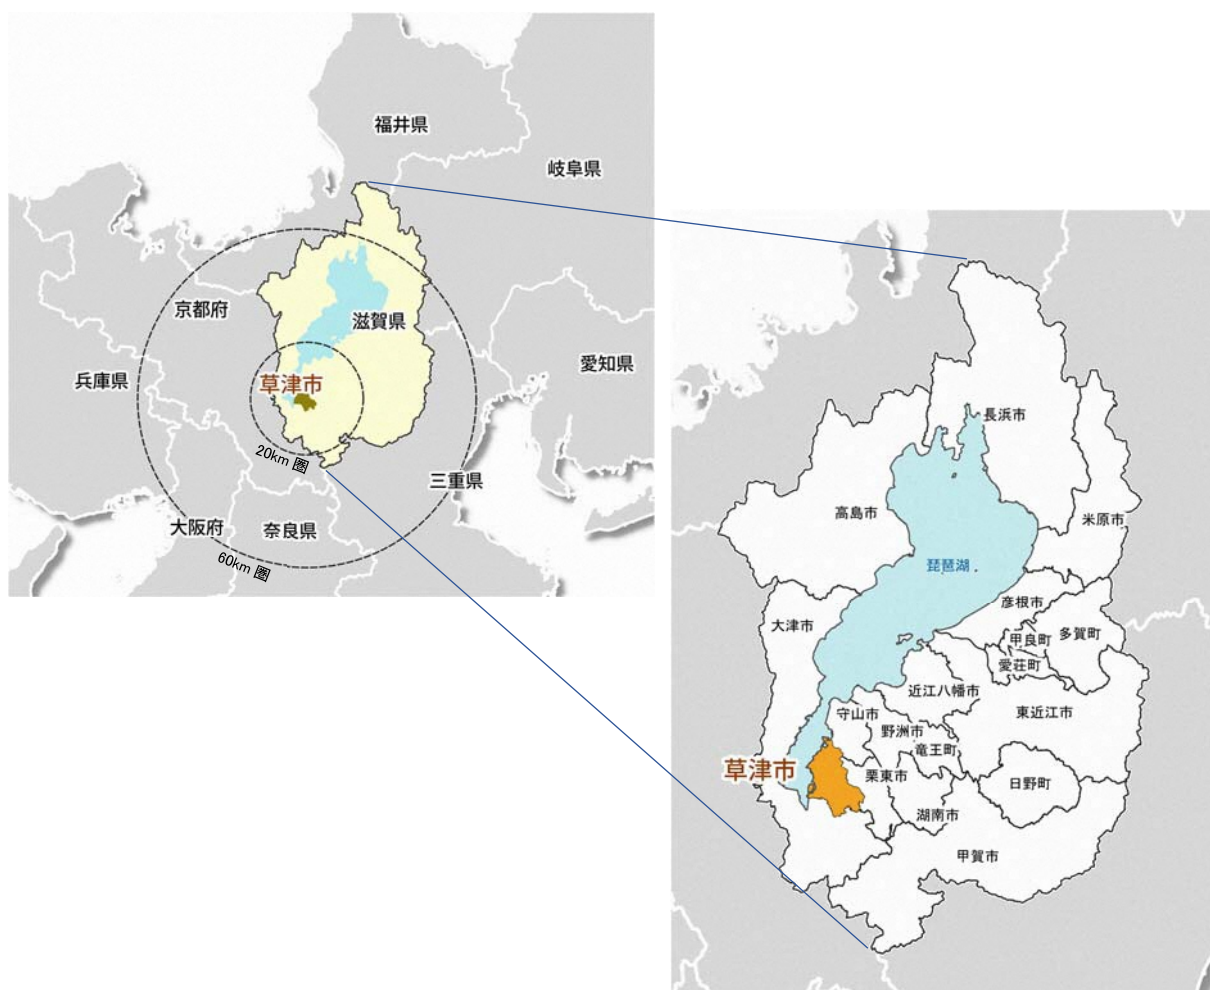 福井県
岐阜県
京都府
滋賀県
兵庫県
草津市
愛知県
20km 圏
三重県
大阪府
奈良県
60km 圏
長浜市
高島市
米原市
琵琶湖
彦根市
大津市
甲良町
多賀町
愛荘町
近江八幡市
守山市
東近江市
野洲市
竜王町
草津市
栗東市
日野町
湖南市
甲賀市